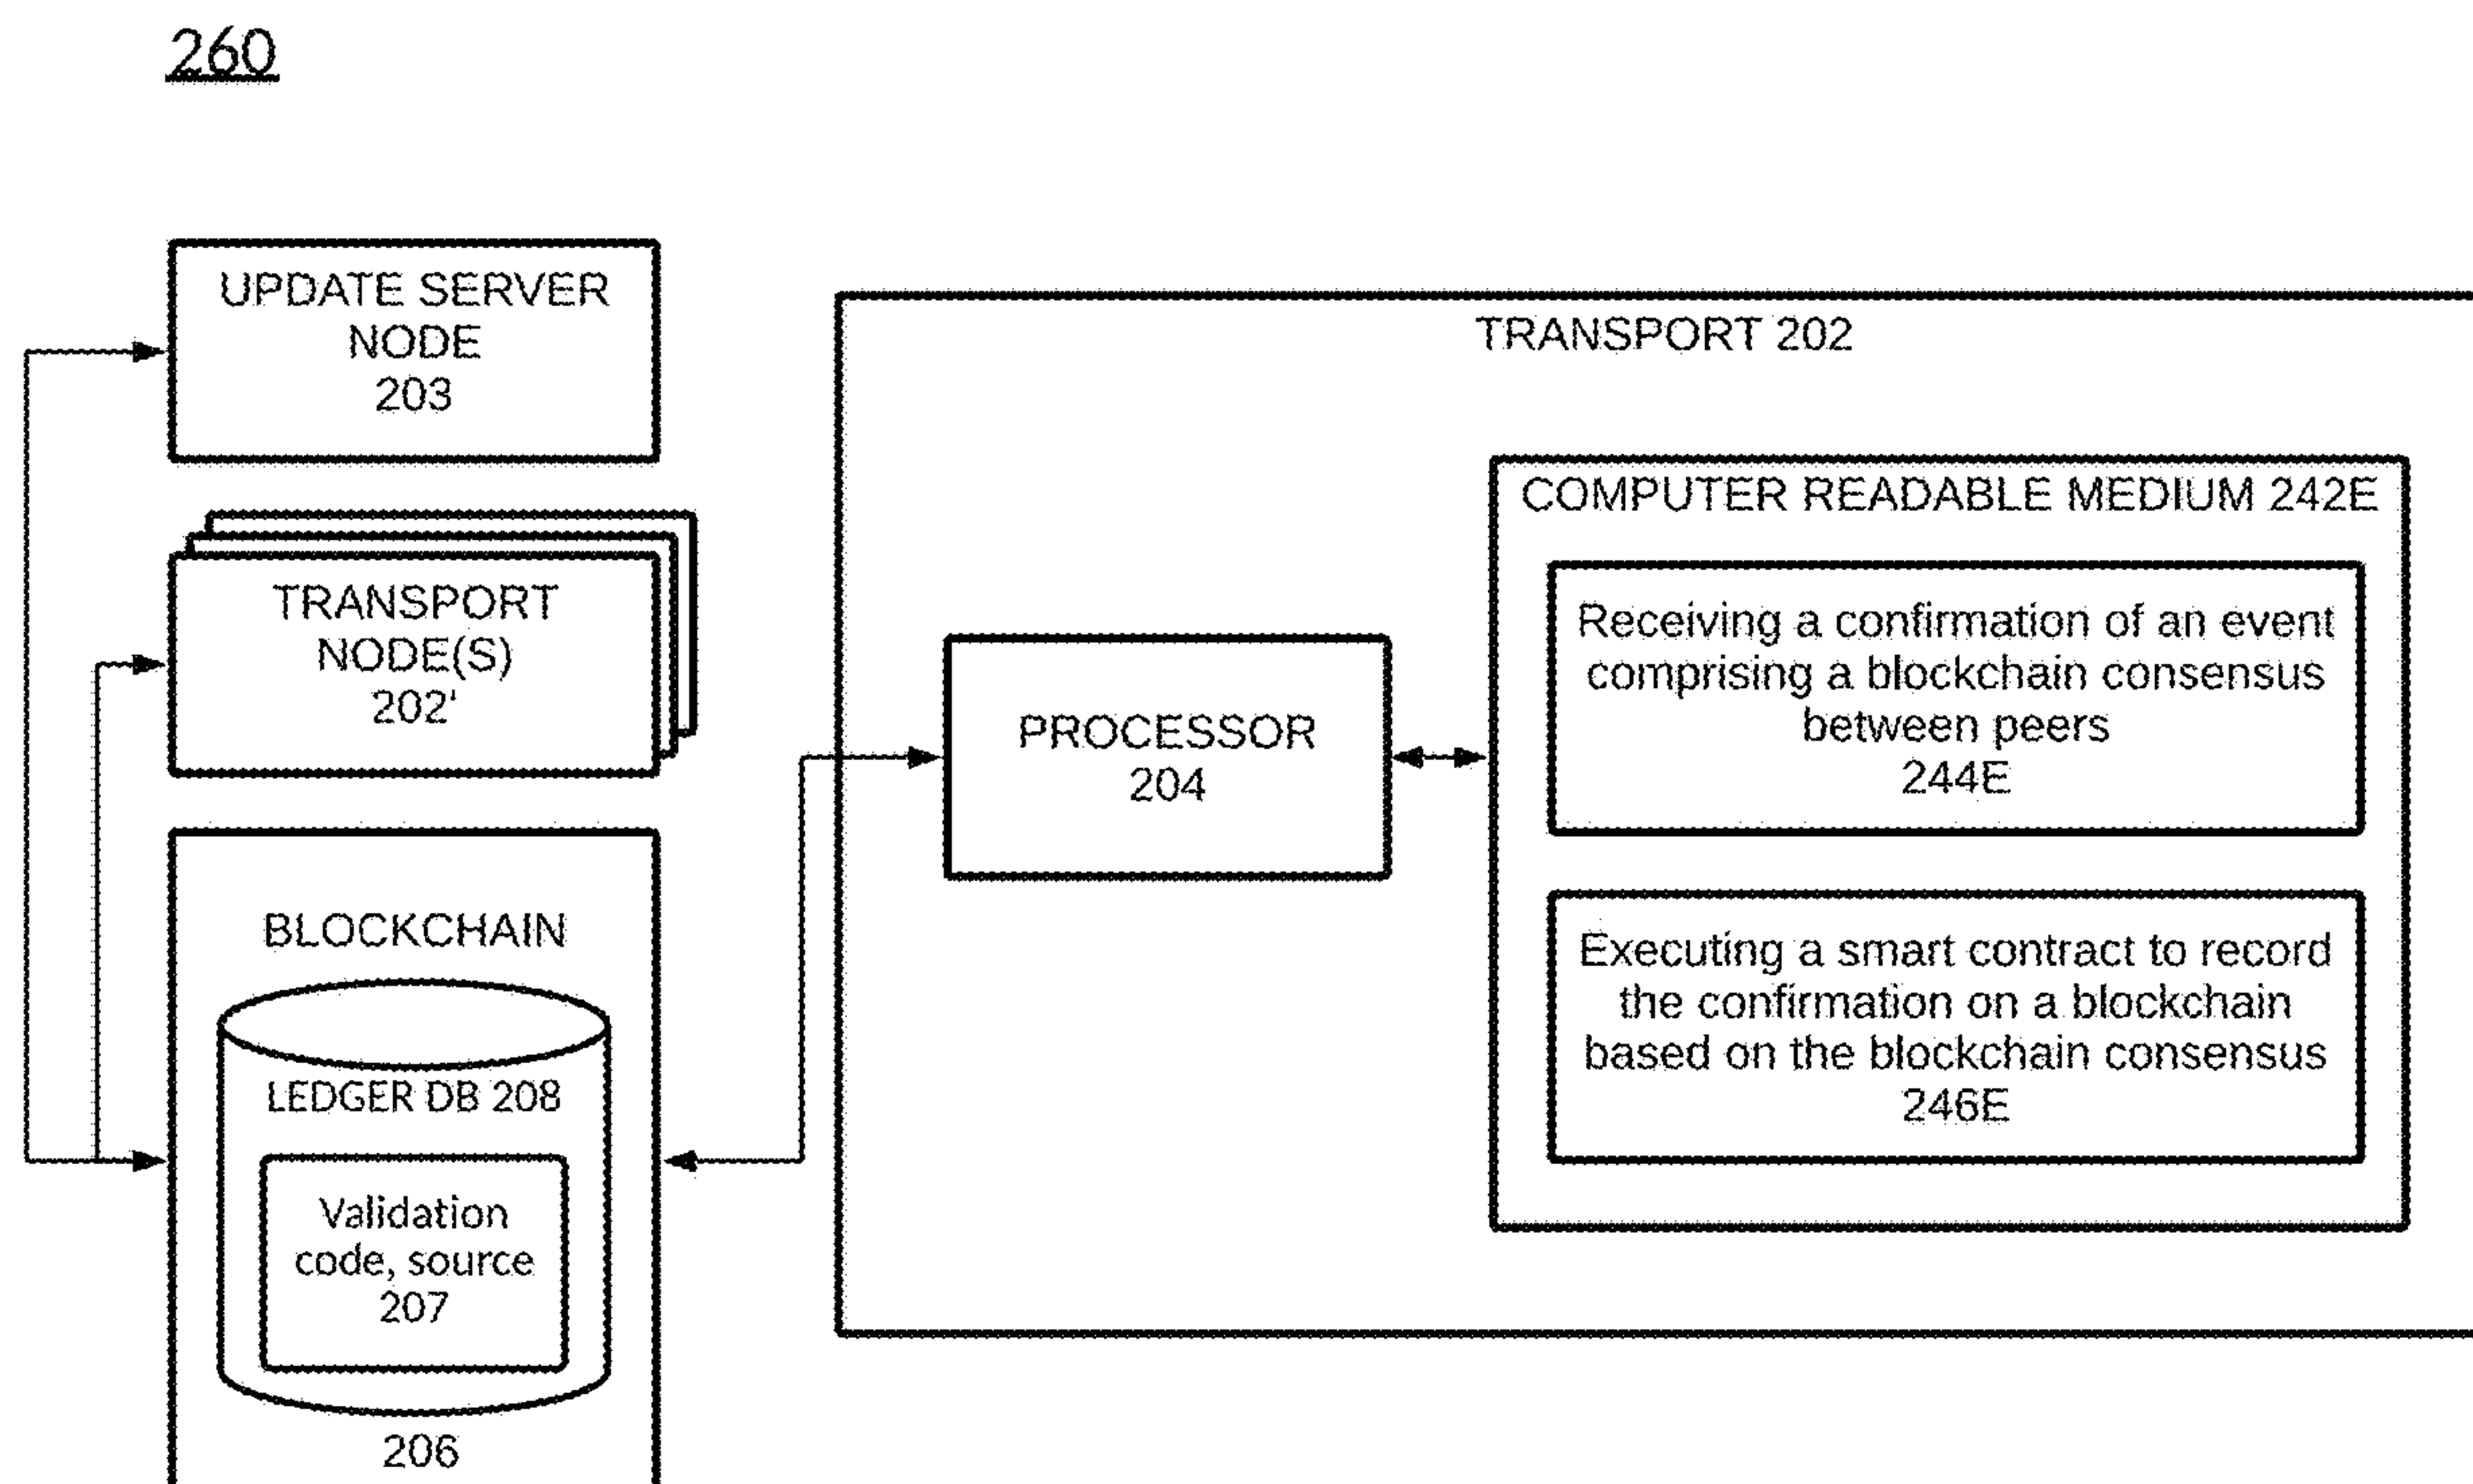 260
UPDATE SERVER
NODE
203
TRANSPORT
NODE(S)
202'
BLOCKCHAIN
LEDGER DB 208
Validation
code, source
207
206
TRANSPORT 202
PROCESSOR
204
COMPUTER READABLE MEDIUM 242E
Receiving a confirmation of an event
comprising a blockchain consensus
between peers
244E
Executing a smart contract to record
the confirmation on a blockchain
based on the blockchain consensus
246E